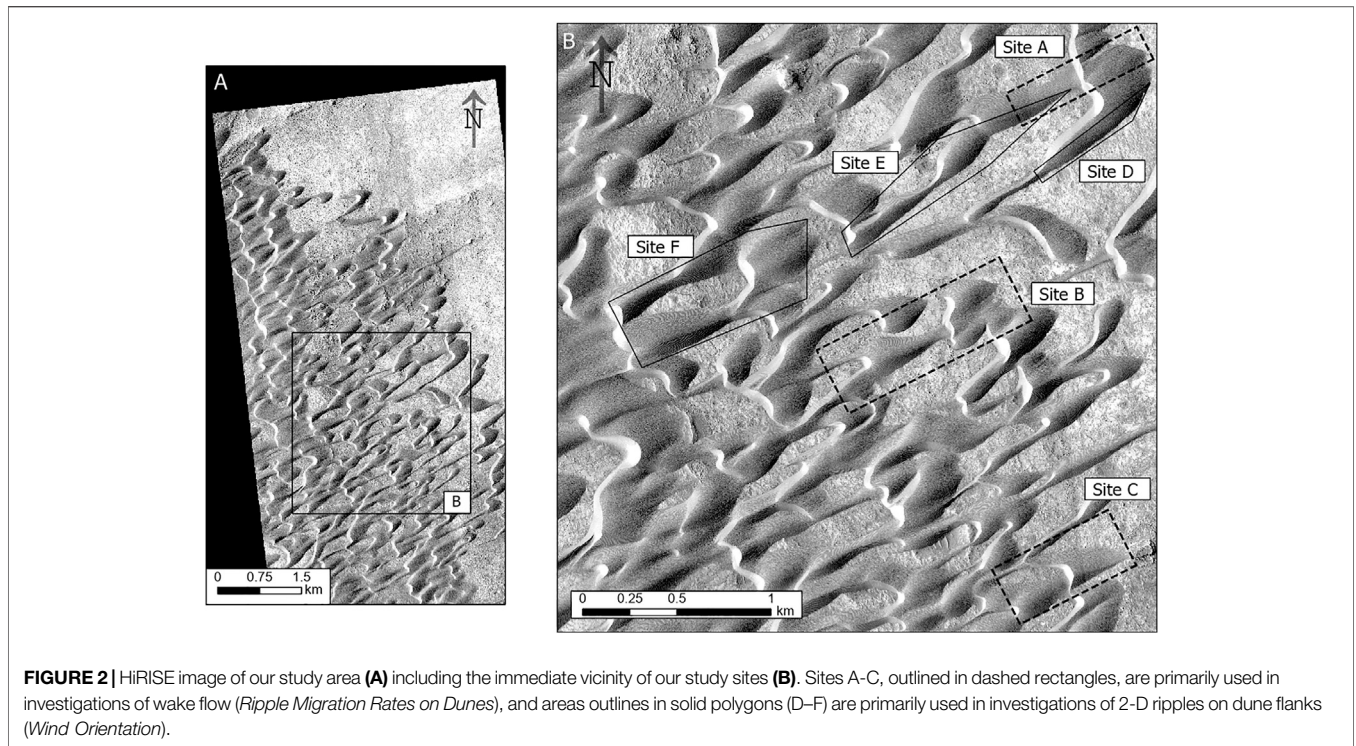 A
N
B
0 0.75 1.5
km
B
N
Site A
Site E
Site D
Site F
Site B
Site C
0 0.25 0.5 1
km
FIGURE 2 | HiRISE image of our study area (A) including the immediate vicinity of our study sites (B). Sites A-C, outlined in dashed rectangles, are primarily used in
investigations of wake flow (Ripple Migration Rates on Dunes), and areas outlines in solid polygons (D–F) are primarily used in investigations of 2-D ripples on dune flanks
(Wind Orientation).